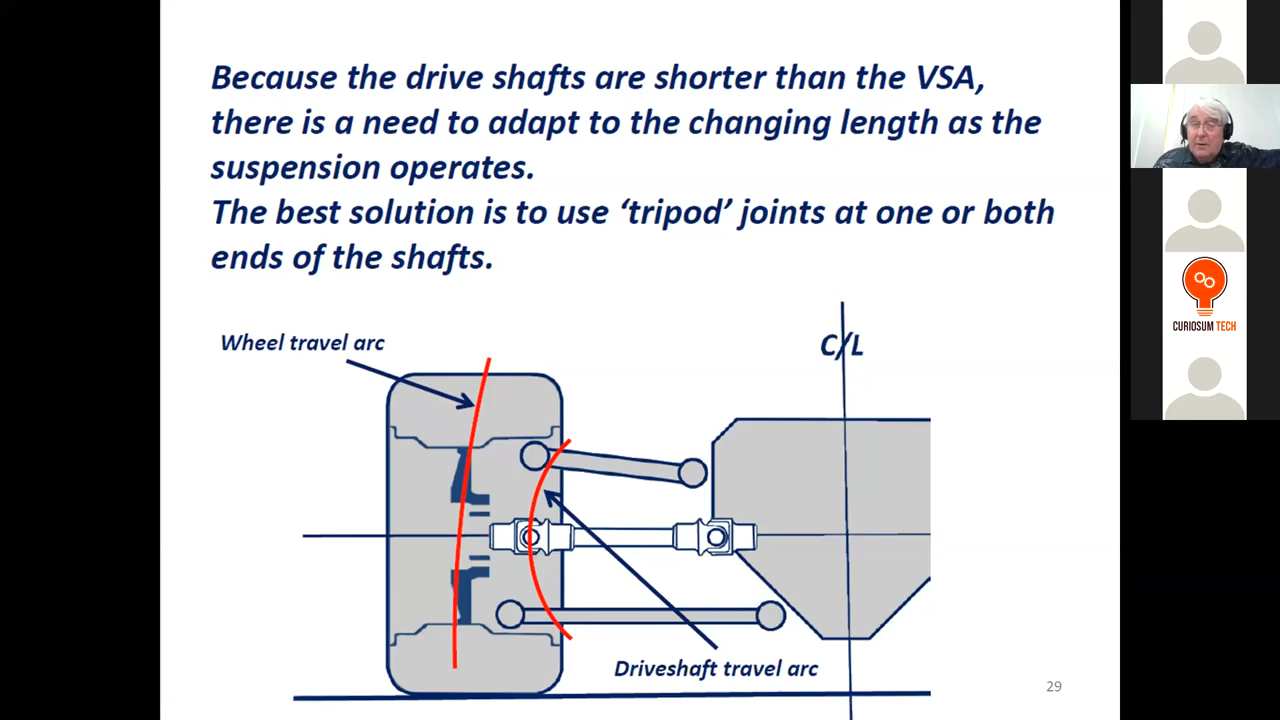 Because the drive shafts are shorter than the VSA,
there is a need to adapt to the changing length as the
suspension operates.
The best solution is to use ‘tripod’ joints at one or both
ends of the shafts.
Wheel travel arc
C/L
Driveshaft travel arc
29
CURIOSUM TECH